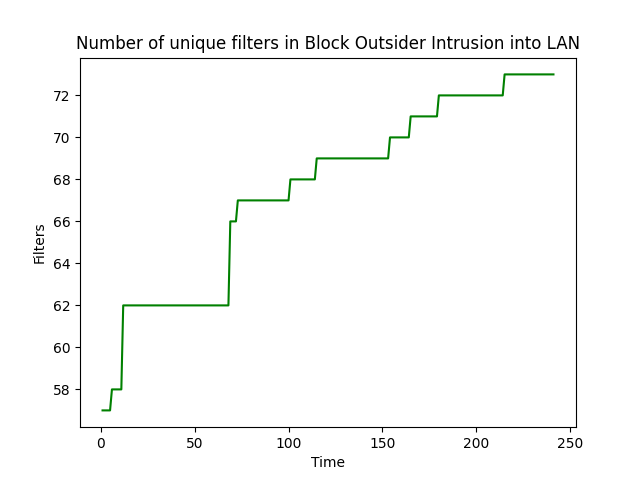 Number of unique filters in Block Outsider Intrusion into LAN
72
70
68
66
64
62
60
58
Filters
0 50 100 150 200 250
Time